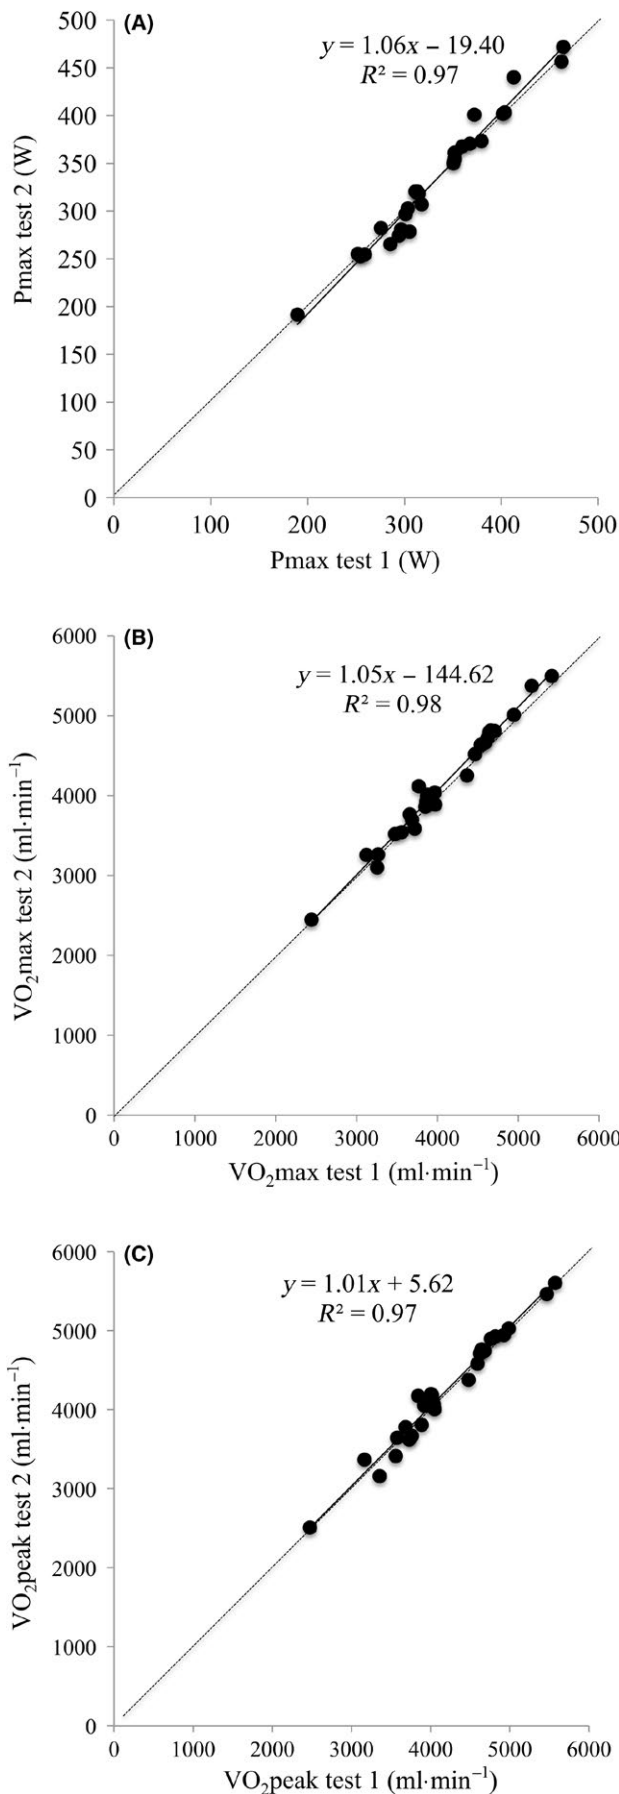 (A)
y = 1.06x – 19.40
R² = 0.97
500
450
400
350
300
250
200
150
100
50
0
Pmax test 2 (W)
0 100 200 300 400 500
Pmax test 1 (W)
(B)
y = 1.05x – 144.62
R² = 0.98
6000
5000
4000
3000
2000
1000
0
VO₂max test 2 (ml·min⁻¹)
0 1000 2000 3000 4000 5000 6000
VO₂max test 1 (ml·min⁻¹)
(C)
y = 1.01x + 5.62
R² = 0.97
6000
5000
4000
3000
2000
1000
0
VO₂peak test 2 (ml·min⁻¹)
0 1000 2000 3000 4000 5000 6000
VO₂peak test 1 (ml·min⁻¹)